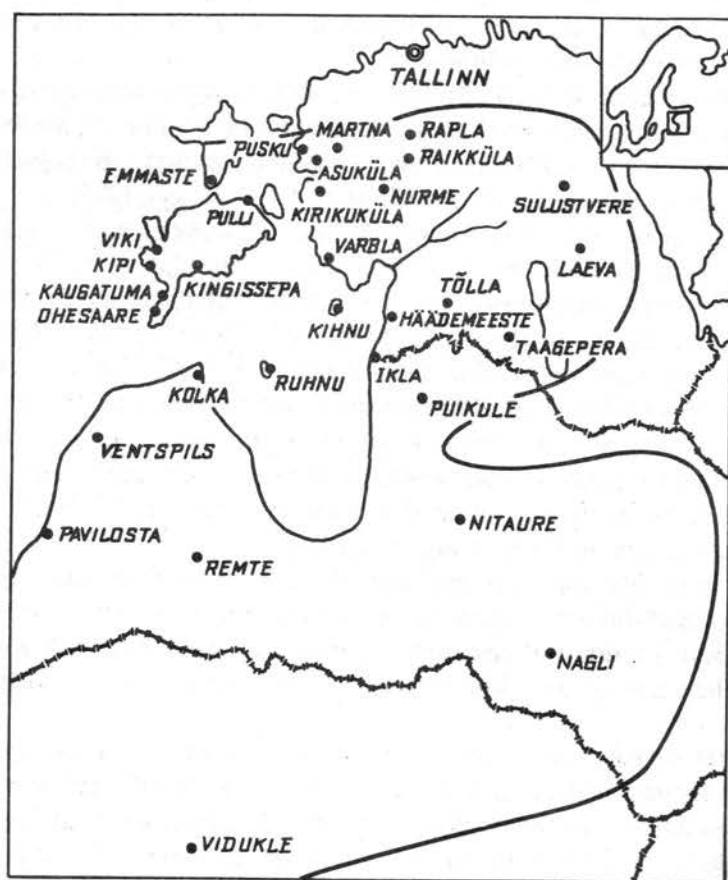 TALLINN
MARTNA
RAPLA
PUSKU
RAIKKÜLA
ASUKÜLA
EMMASTE
NURME
SULUSTVERE
PULLI
KIRIKUKÜLA
VIKI
VARBLA
LAEVA
KIPI
KINGISSEPA
TÕLLA
KAUGATUMA
OHESAARE
KIHNU
HÄÄDEMEESTE
TAAGEPERA
IKLA
RUHNU
KOLKA
PUIKULE
VENTSPILS
NITAURE
PAVILOSTA
REMTE
NAGLI
VIDUKLE